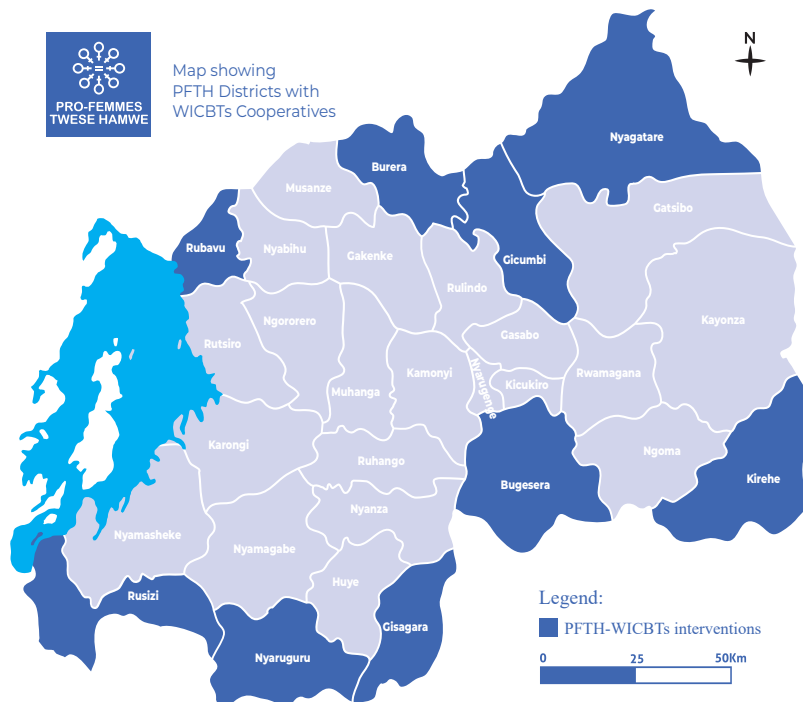 PRO-FEMMES
TWESE HAMWE
Map showing
PFTH Districts with
WICBTs Cooperatives
N
Nyagatare
Burera
Musanze
Gatsibo
Rubavu
Nyabihu
Gakenke
Gicumbi
Rulindo
Kayonza
Ngororero
Gasabo
Rutsiro
Kamonyi
Rwamagana
Nyarugenge
Kicukiro
Muhanga
Karongi
Ruhango
Ngoma
Bugesera
Kirehe
Nyanza
Nyamasheke
Nyamagabe
Huye
Rusizi
Gisagara
Nyaruguru
Legend:
PFTH-WICBTs interventions
0 25 50Km